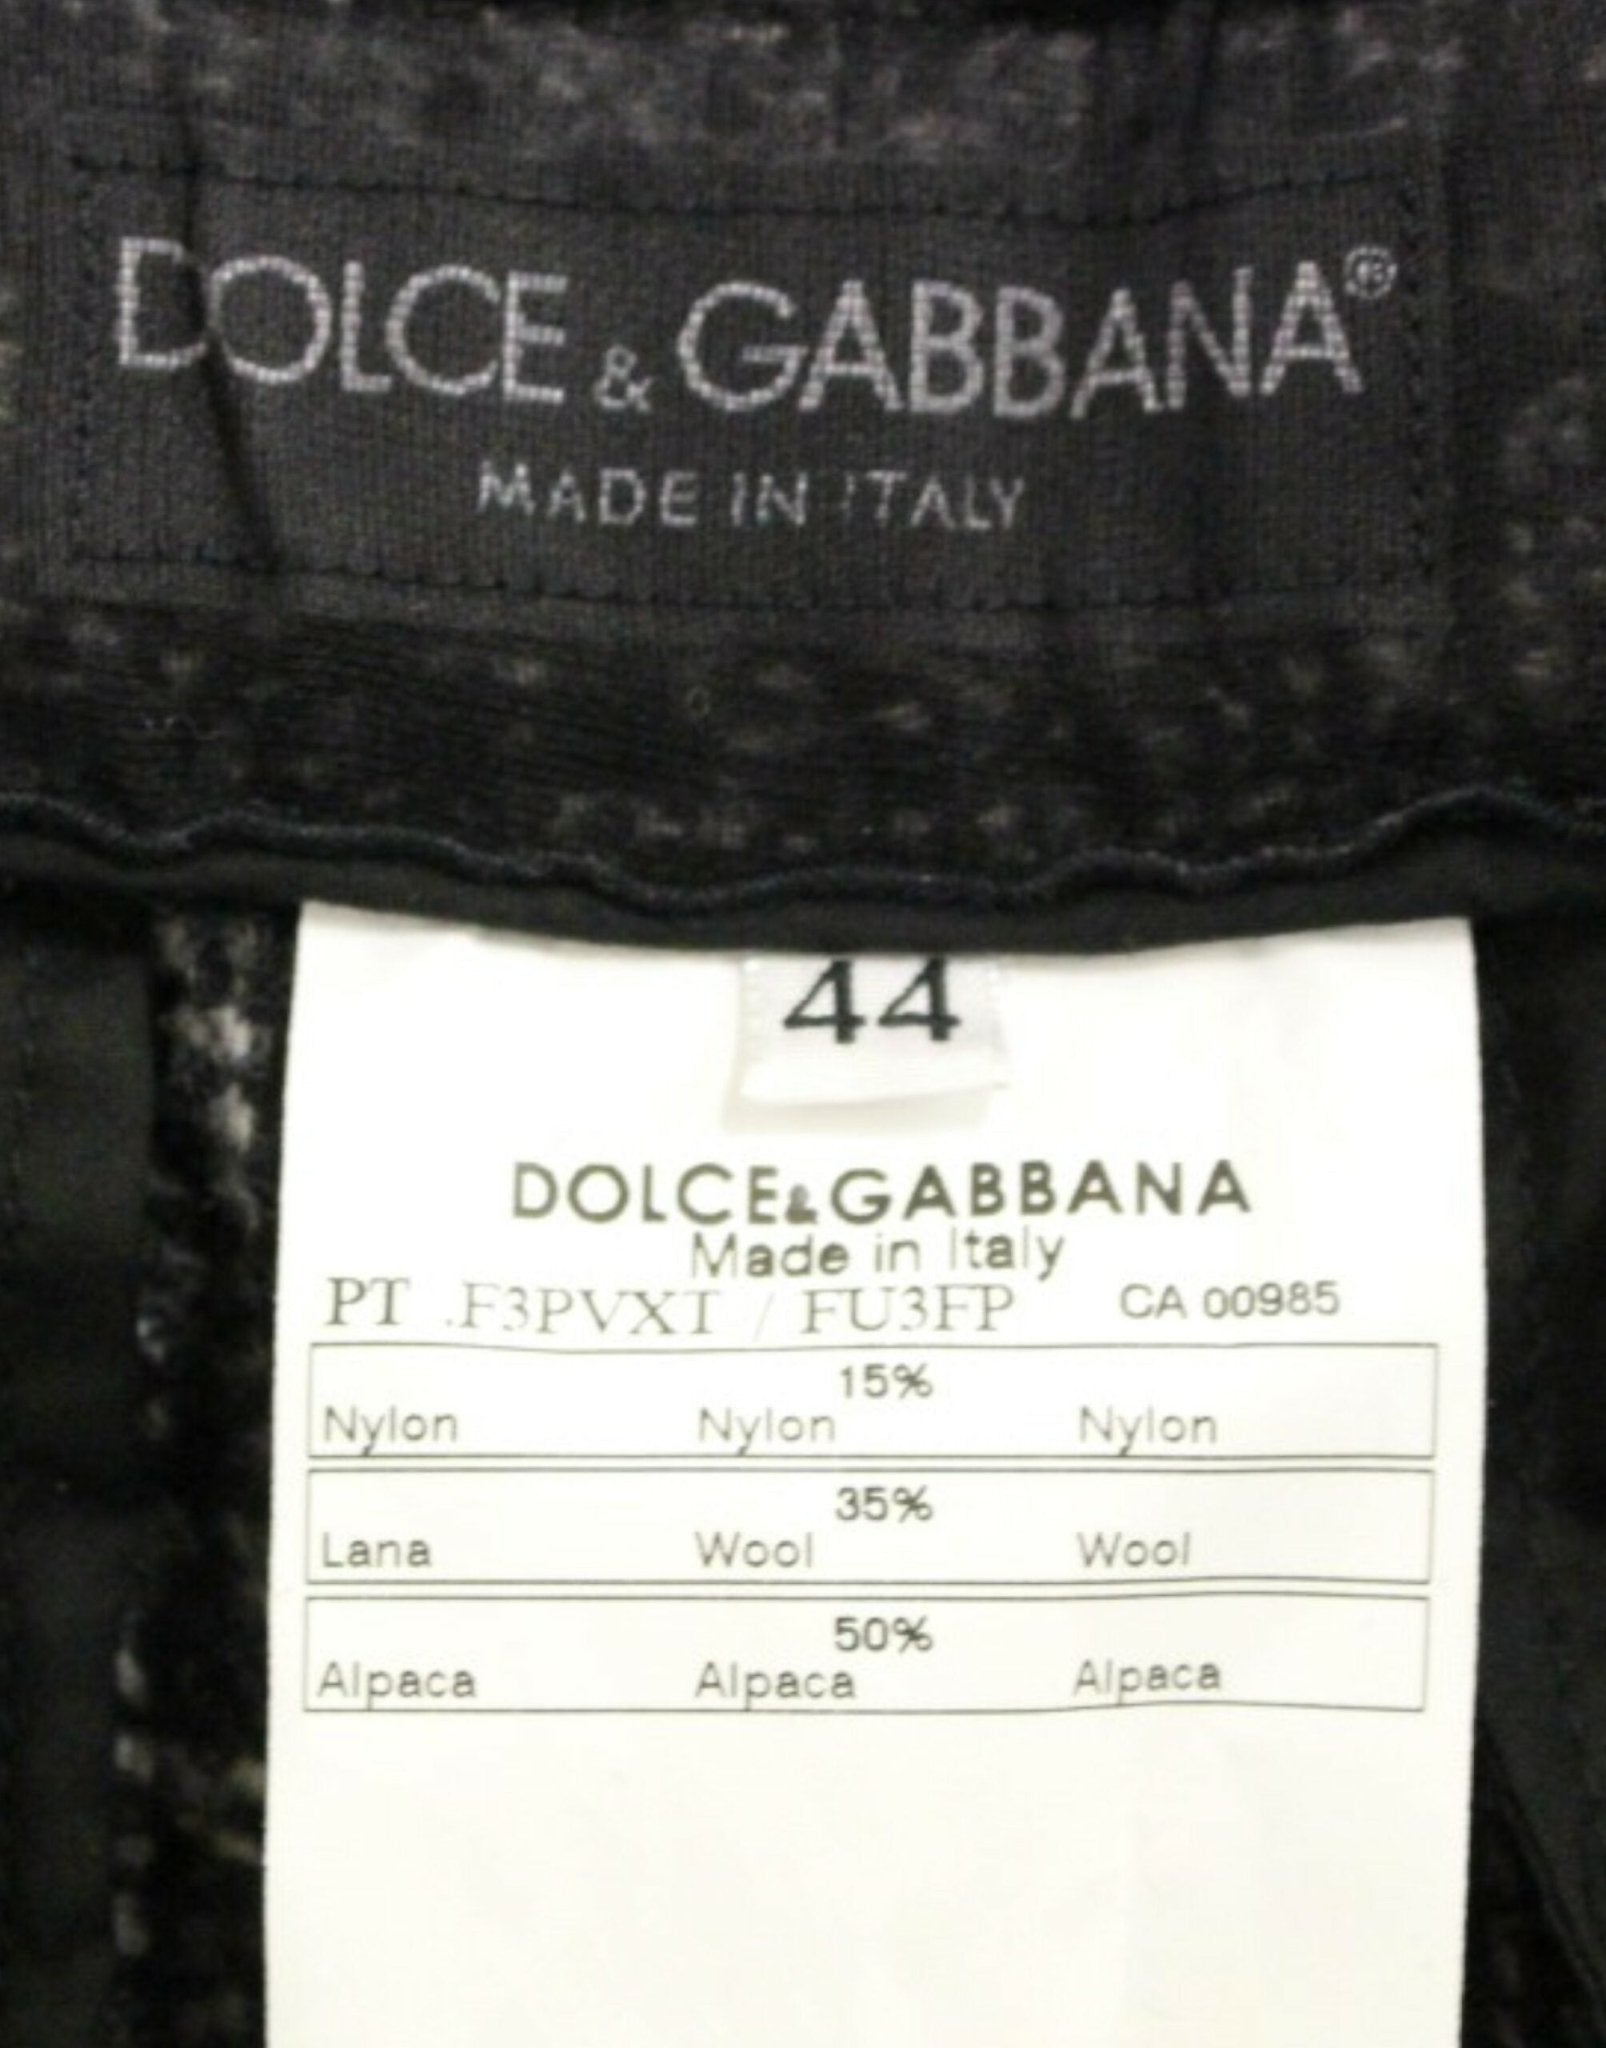 DOLCE & GABBANA®
MADE IN ITALY
44
DOLCE & GABBANA
Made in Italy
PT .F3PVXT / FU3FP CA 00985
15%
Nylon Nylon Nylon
35%
Lana Wool Wool
50%
Alpaca Alpaca Alpaca